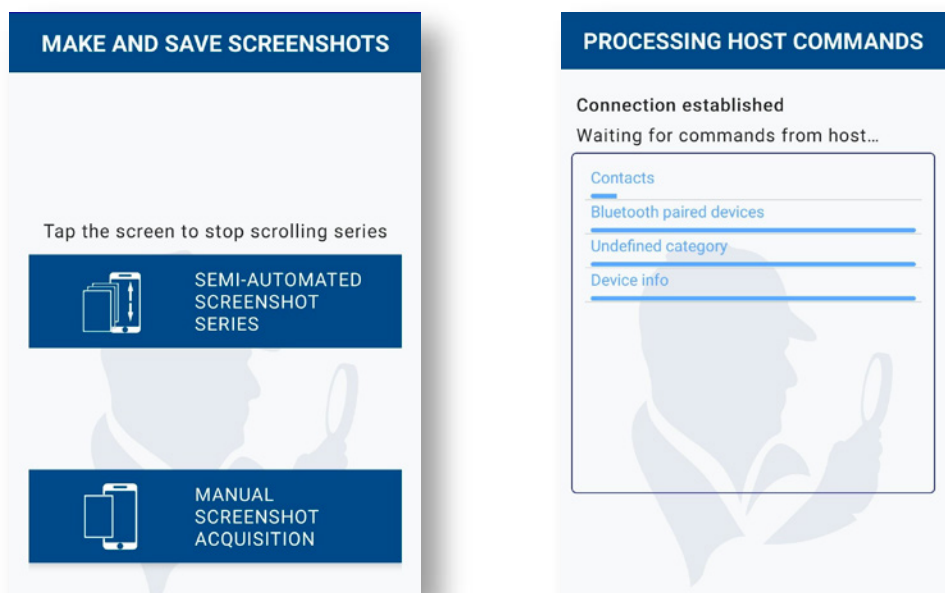 MAKE AND SAVE SCREENSHOTS
Tap the screen to stop scrolling series
SEMI-AUTOMATED
SCREENSHOT
SERIES
MANUAL
SCREENSHOT
ACQUISITION
PROCESSING HOST COMMANDS
Connection established
Waiting for commands from host…
Contacts
Bluetooth paired devices
Undefined category
Device info